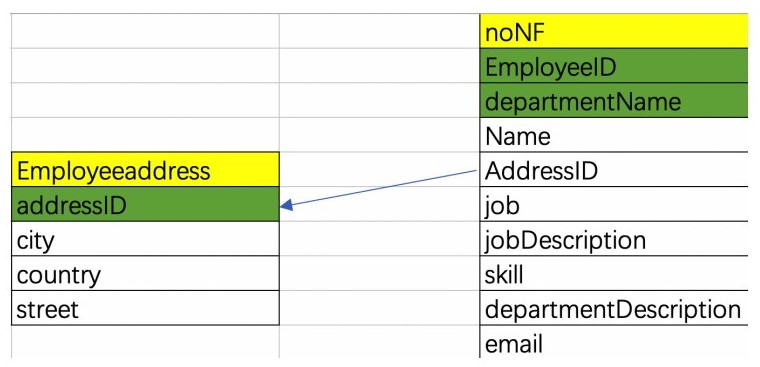 noNF
EmployeeID
departmentName
Name
Employeeaddress
AddressID
addressID
job
city
jobDescription
country
skill
street
departmentDescription
email